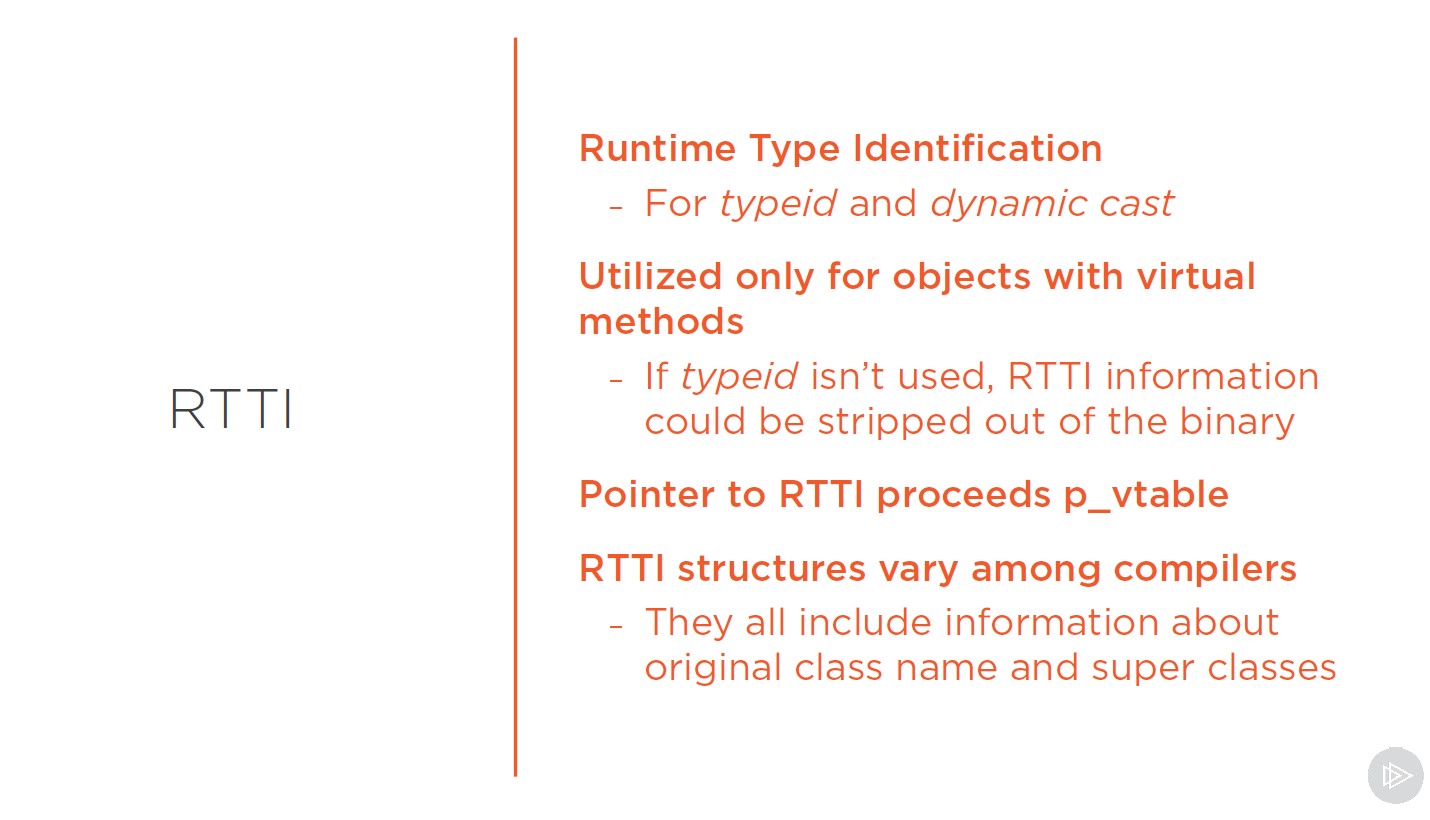 RTTI
Runtime Type Identification
– For typeid and dynamic cast
Utilized only for objects with virtual
methods
– If typeid isn’t used, RTTI information
could be stripped out of the binary
Pointer to RTTI proceeds p_vtable
RTTI structures vary among compilers
– They all include information about
original class name and super classes